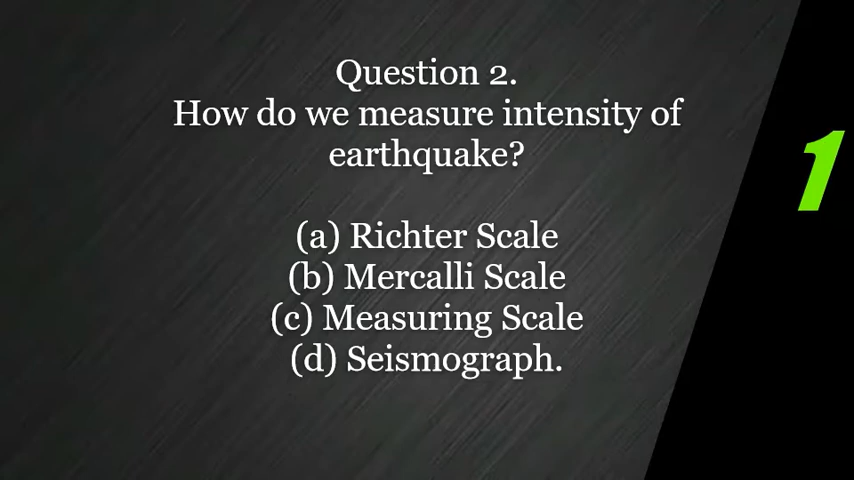 Question 2.
How do we measure intensity of
earthquake?
(a) Richter Scale
(b) Mercalli Scale
(c) Measuring Scale
(d) Seismograph.
1